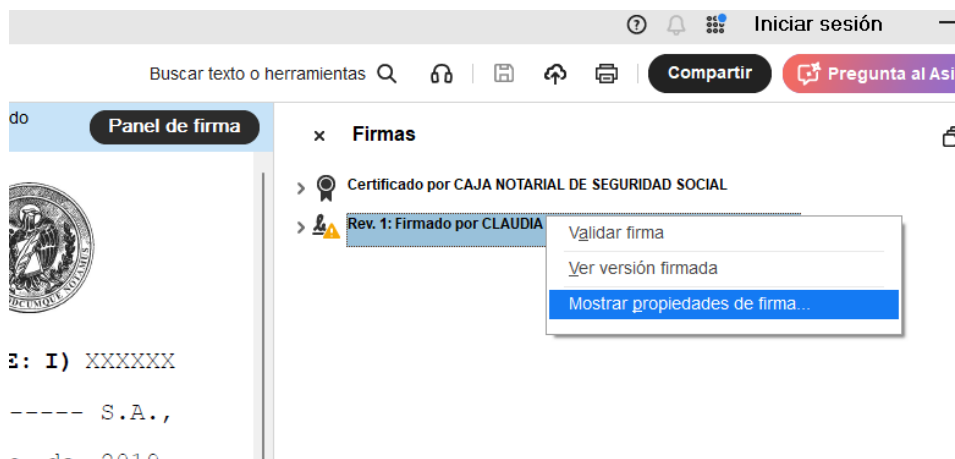 Iniciar sesión
Buscar texto o herramientas
Compartir
Pregunta al Asi
do
Panel de firma
Firmas
Certificado por CAJA NOTARIAL DE SEGURIDAD SOCIAL
Rev. 1: Firmado por CLAUDIA
Validar firma
Ver versión firmada
Mostrar propiedades de firma...
E: I) XXXXXX
----- S.A.,